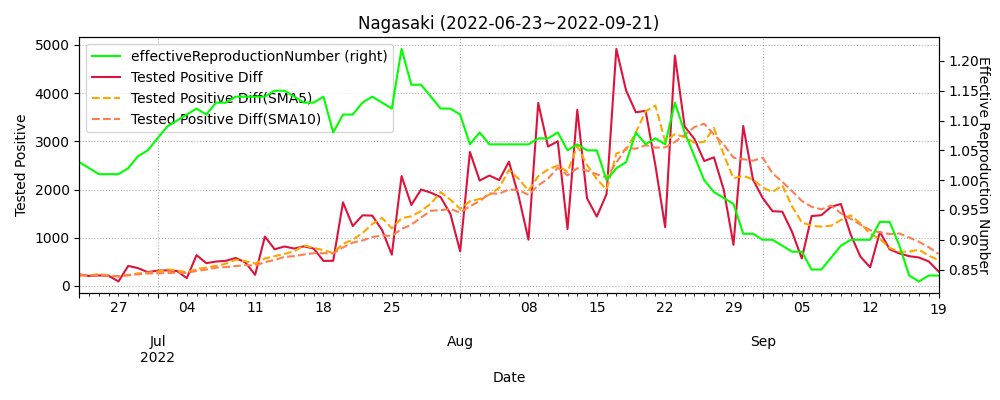 Nagasaki (2022-06-23~2022-09-21)
effectiveReproductionNumber (right)
Tested Positive Diff
Tested Positive Diff(SMA5)
Tested Positive Diff(SMA10)
Tested Positive
5000
4000
3000
2000
1000
0
1.20
1.15
1.10
1.05
1.00
0.95
0.90
0.85
Effective Reproduction Number
27 04 11 18 25 08 15 22 29 05 12 19
Jul Aug Sep
2022
Date